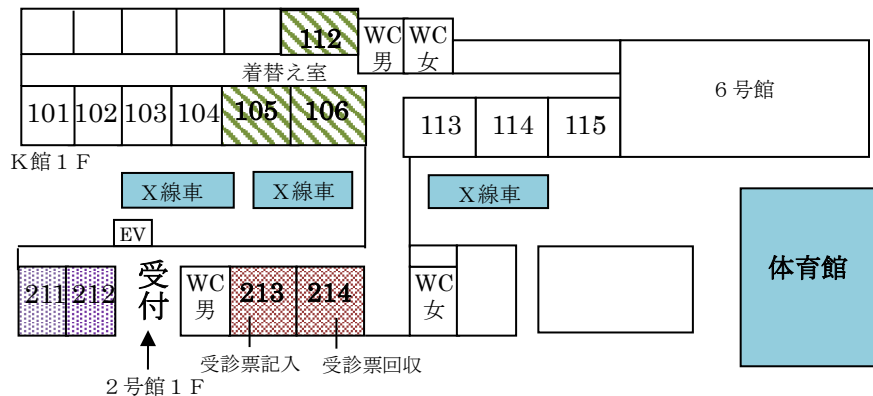 112
WC
男
WC
女
着替え室
6号館
101
102
103
104
105
106
113
114
115
K館1F
X線車
X線車
X線車
EV
体育館
211
212
受付
WC
男
213
214
WC
女
受診票記入
受診票回収
2号館1F